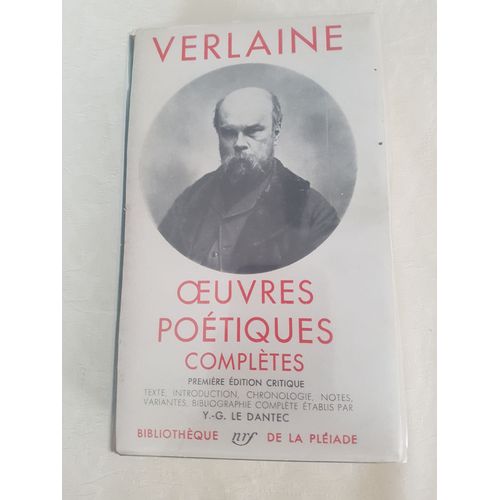 VERLAINE
ŒUVRES
POÉTIQUES
COMPLÈTES
PREMIÈRE ÉDITION CRITIQUE
TEXTE, INTRODUCTION, CHRONOLOGIE, NOTES,
VARIANTES, BIBLIOGRAPHIE COMPLÈTE ÉTABLIS PAR
Y.-G. LE DANTEC
BIBLIOTHÈQUE nrf DE LA PLÉIADE